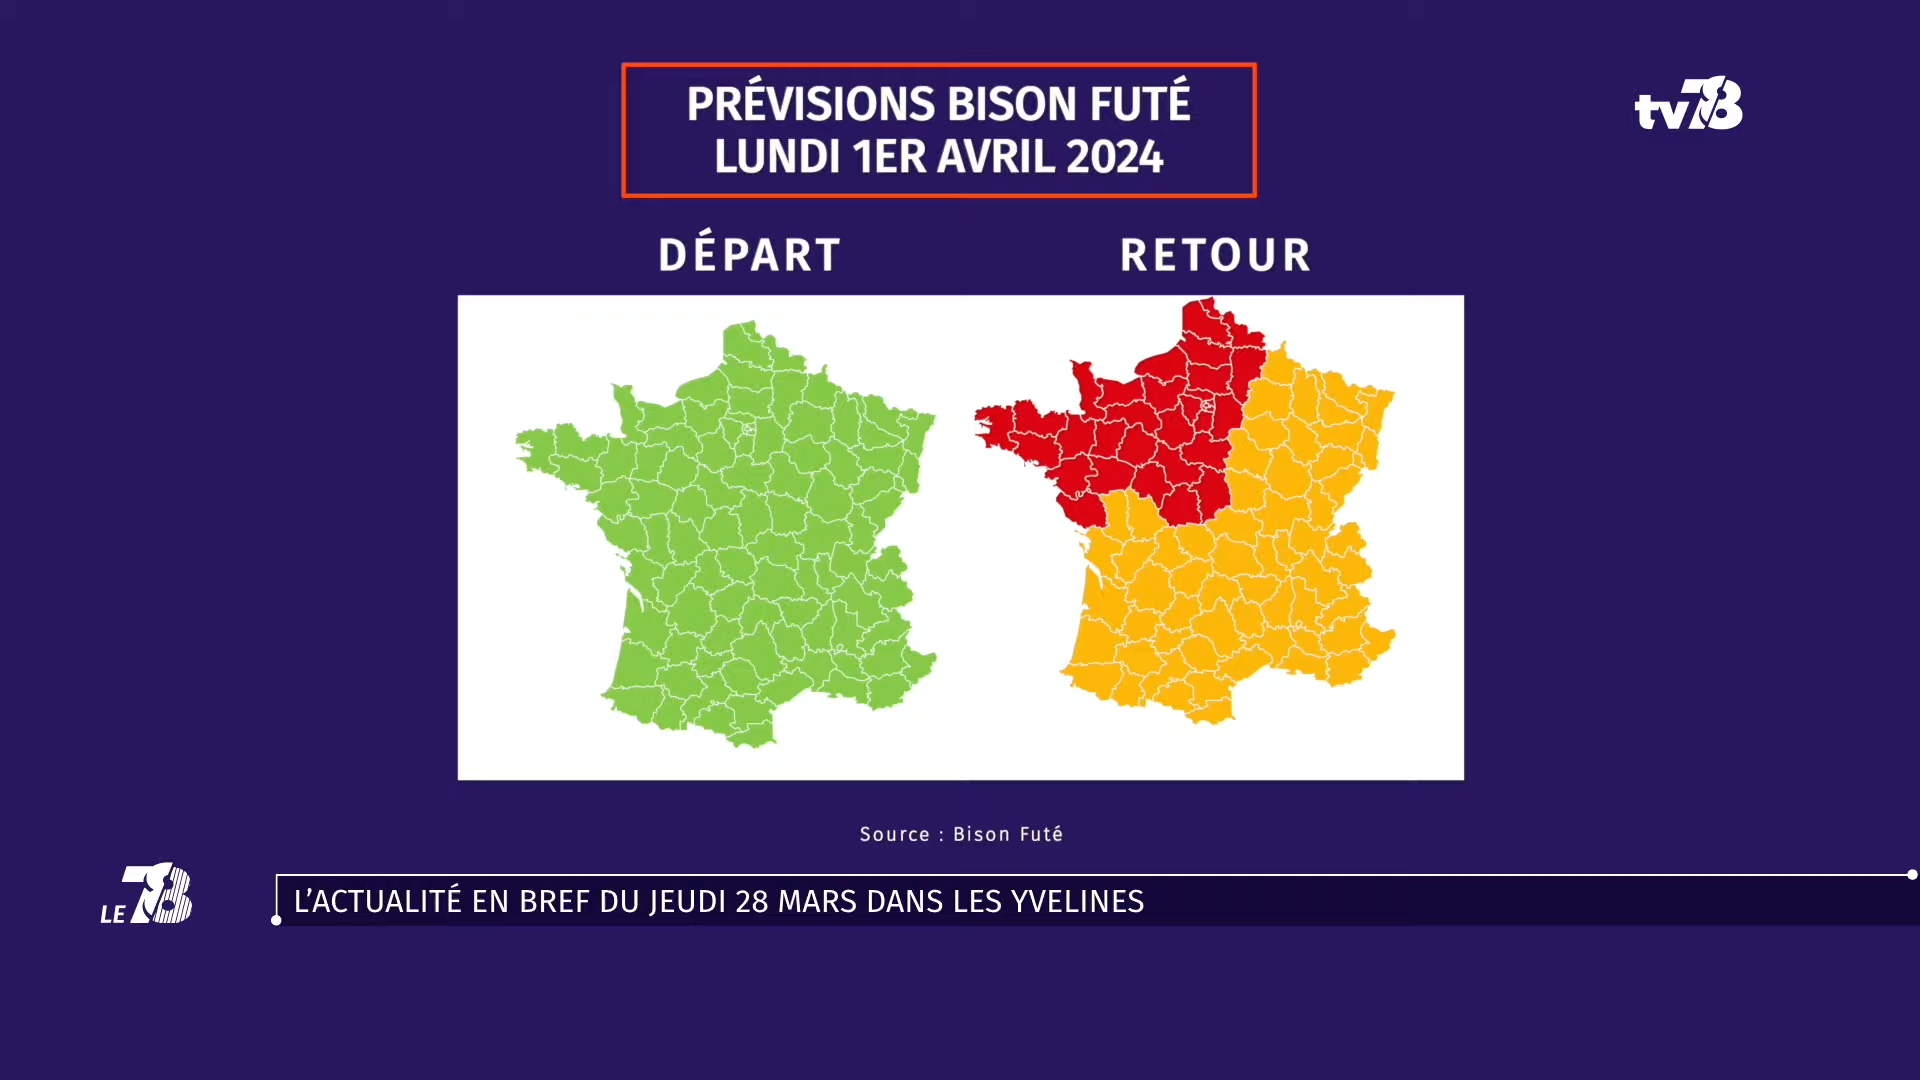 PRÉVISIONS BISON FUTÉ
LUNDI 1ER AVRIL 2024
tv78
DÉPART
RETOUR
Source : Bison Futé
LE 78
L’ACTUALITÉ EN BREF DU JEUDI 28 MARS DANS LES YVELINES